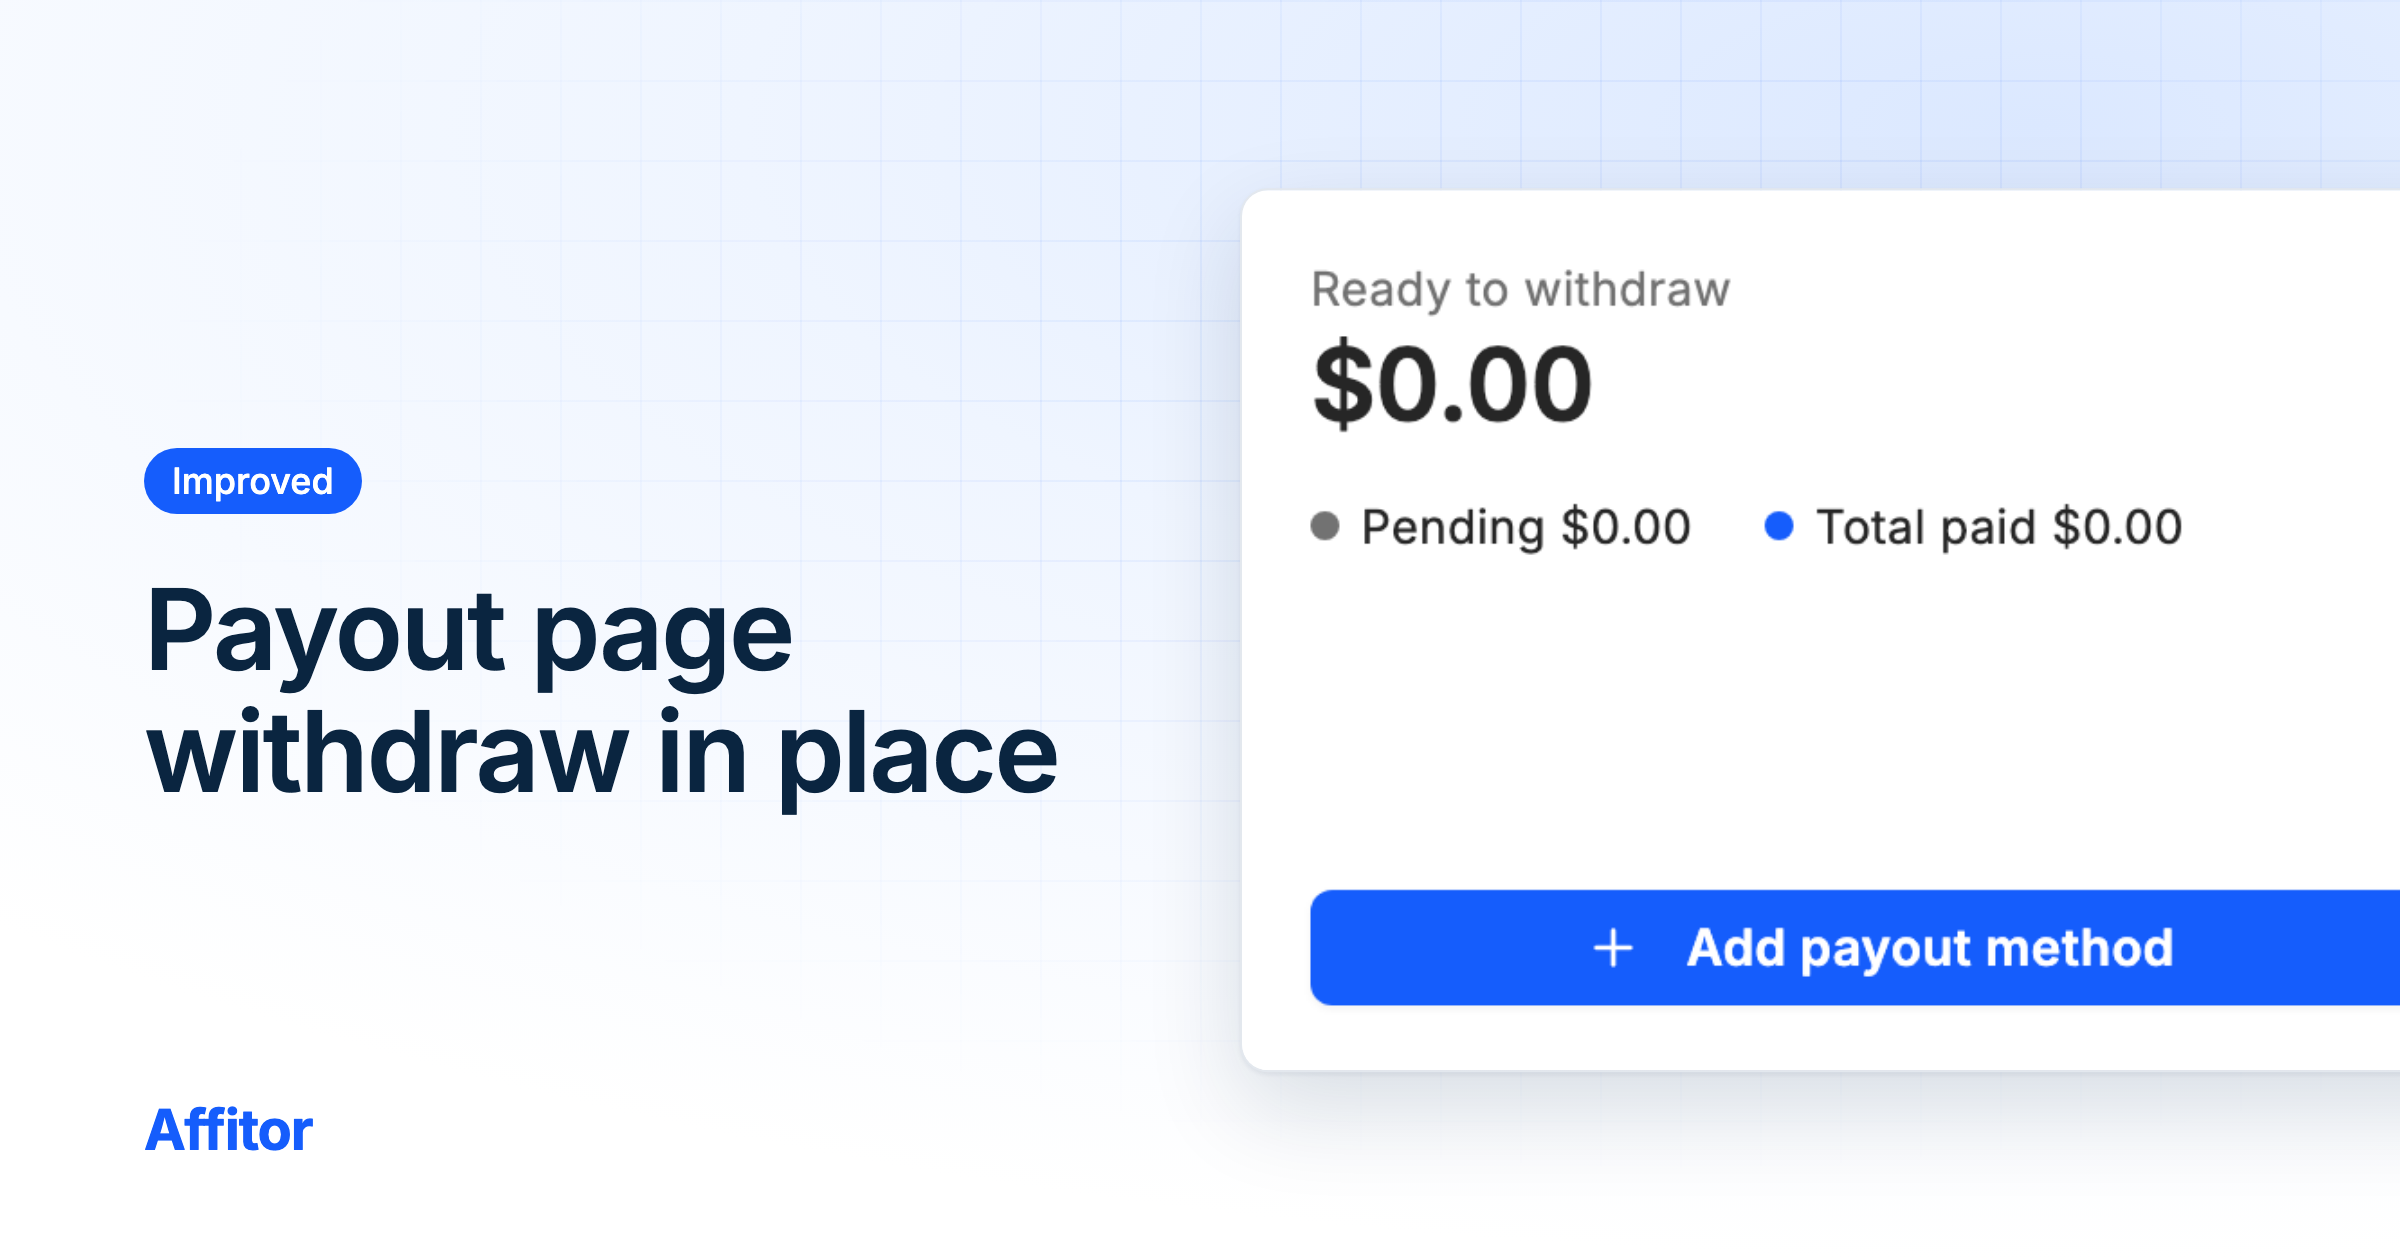 Improved
Payout page
withdraw in place
Affitor
Ready to withdraw
$0.00
Pending $0.00 Total paid $0.00
+ Add payout method